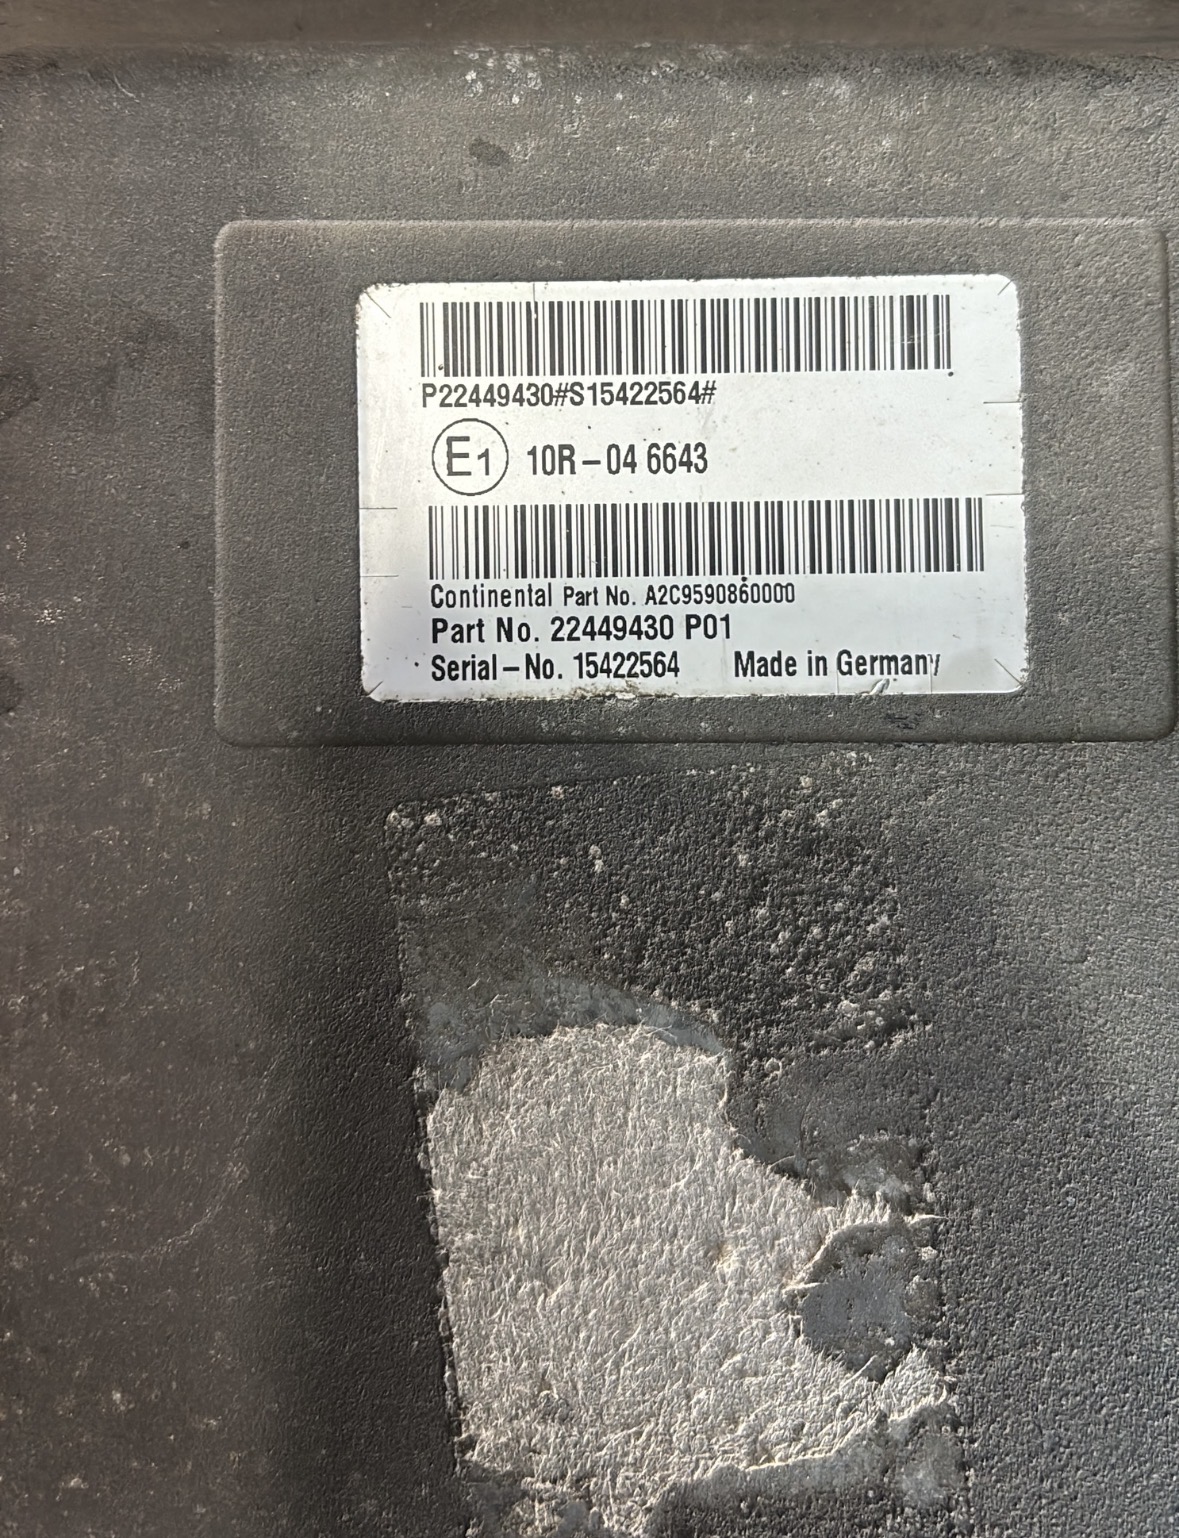 P22449430#S15422564#
E1 10R-04 6643
Continental Part No. A2C9590860000
Part No. 22449430 P01
Serial-No. 15422564 Made in Germany